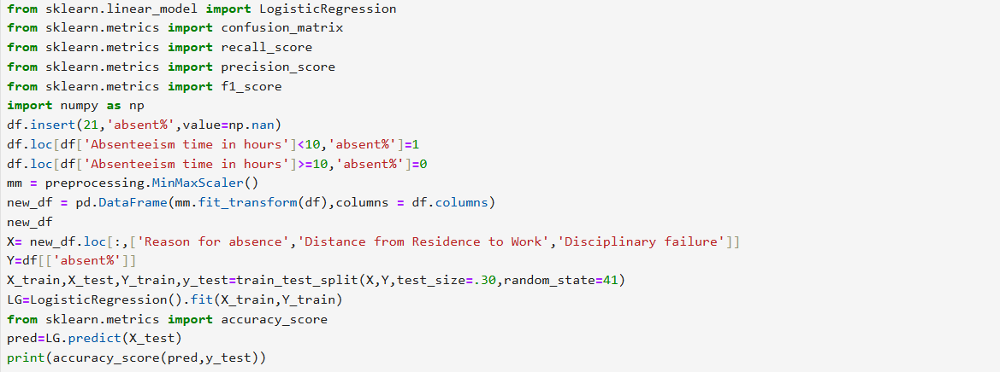 from sklearn.linear_model import LogisticRegression
from sklearn.metrics import confusion_matrix
from sklearn.metrics import recall_score
from sklearn.metrics import precision_score
from sklearn.metrics import f1_score
import numpy as np
df.insert(21,'absent%',value=np.nan)
df.loc[df['Absenteeism time in hours']<10,'absent%']=1
df.loc[df['Absenteeism time in hours']>=10,'absent%']=0
mm = preprocessing.MinMaxScaler()
new_df = pd.DataFrame(mm.fit_transform(df),columns = df.columns)
new_df
X= new_df.loc[:,['Reason for absence','Distance from Residence to Work','Disciplinary failure']]
Y=df[['absent%']]
X_train,X_test,Y_train,y_test=train_test_split(X,Y,test_size=.30,random_state=41)
LG=LogisticRegression().fit(X_train,Y_train)
from sklearn.metrics import accuracy_score
pred=LG.predict(X_test)
print(accuracy_score(pred,y_test))